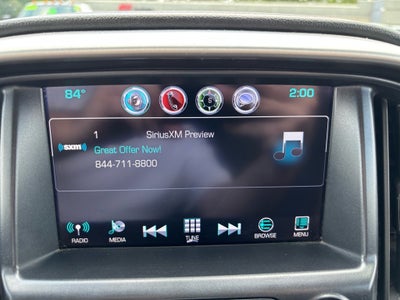 84°
2:00
1 SiriusXM Preview
((sxm))
Great Offer Now!
844-711-8800
RADIO
MEDIA
TUNE
BROWSE
MENU